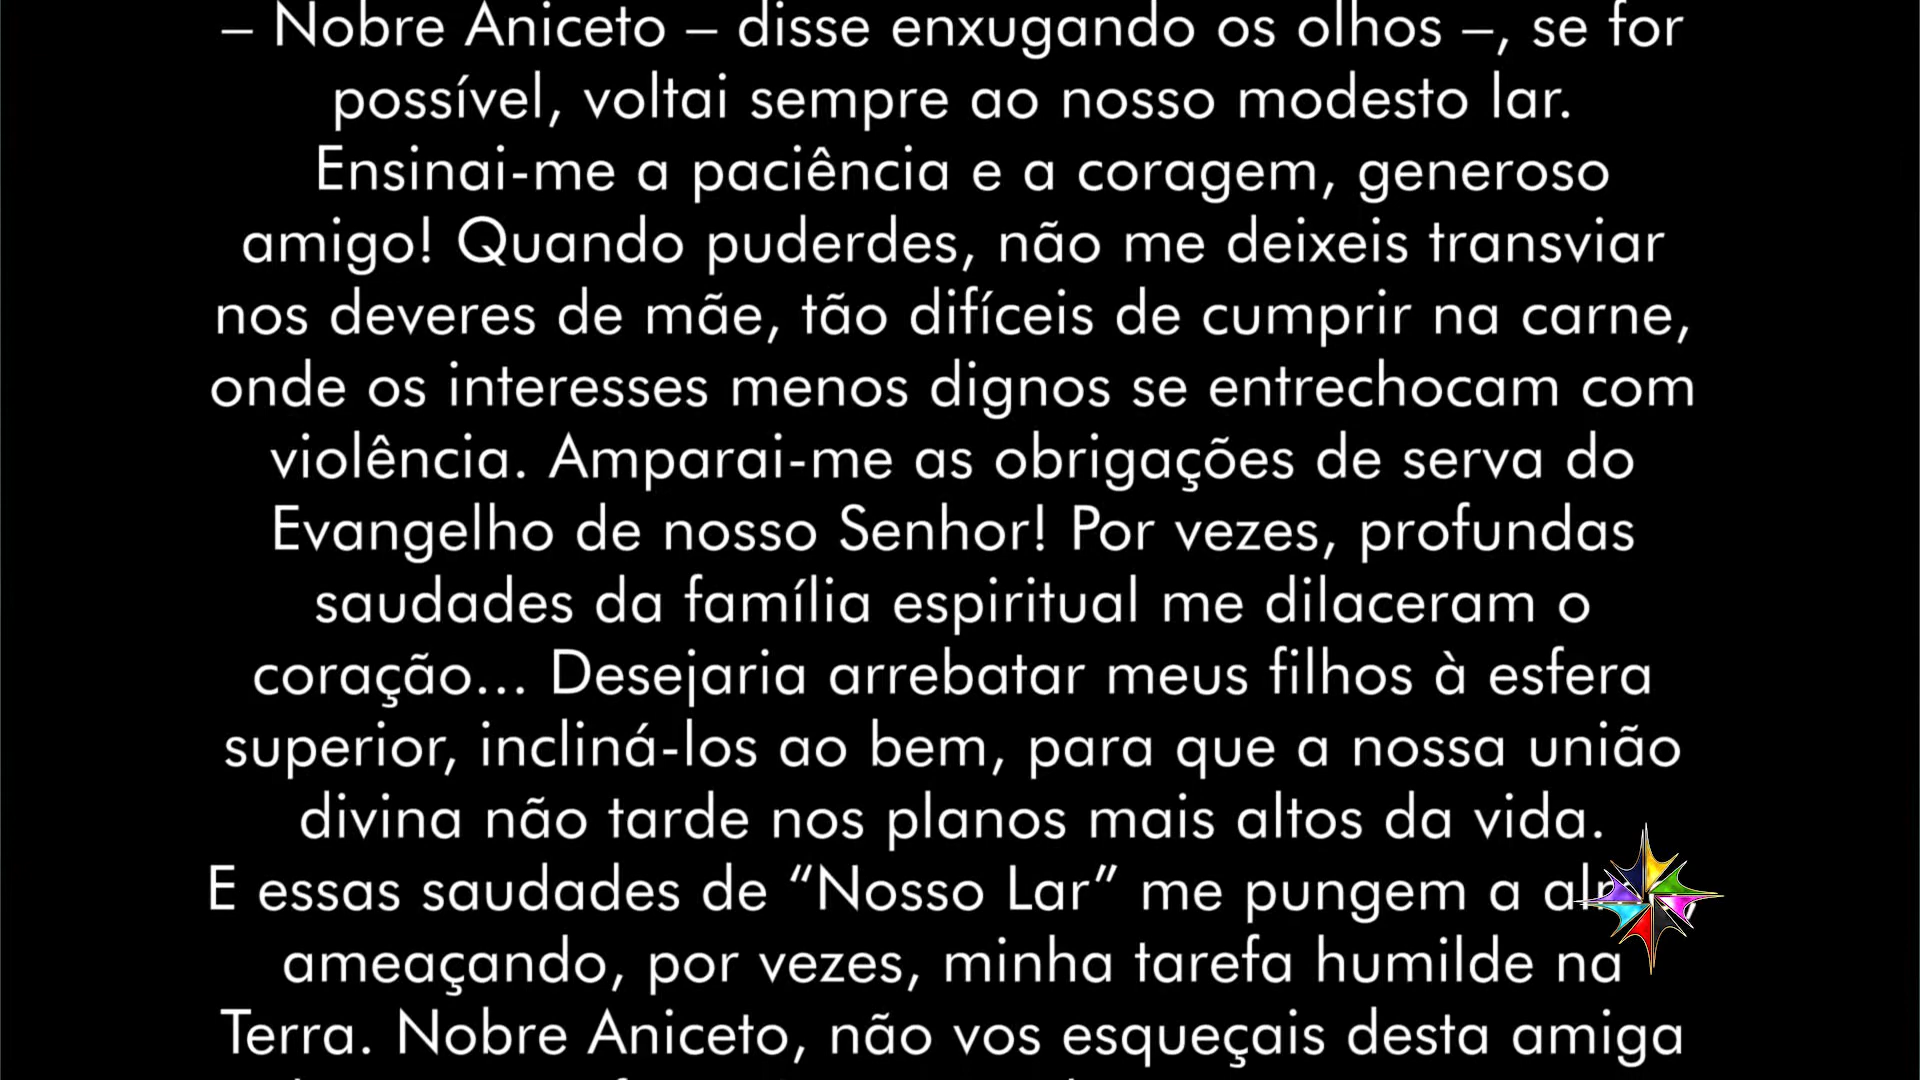 – Nobre Aniceto – disse enxugando os olhos –, se for
possível, voltai sempre ao nosso modesto lar.
Ensinai-me a paciência e a coragem, generoso
amigo! Quando puderdes, não me deixeis transviar
nos deveres de mãe, tão difíceis de cumprir na carne,
onde os interesses menos dignos se entrechocam com
violência. Amparai-me as obrigações de serva do
Evangelho de nosso Senhor! Por vezes, profundas
saudades da família espiritual me dilaceram o
coração... Desejaria arrebatar meus filhos à esfera
superior, incliná-los ao bem, para que a nossa união
divina não tarde nos planos mais altos da vida.
E essas saudades de “Nosso Lar” me pungem a
ameaçando, por vezes, minha tarefa humilde na
Terra. Nobre Aniceto, não vos esqueçais desta amiga